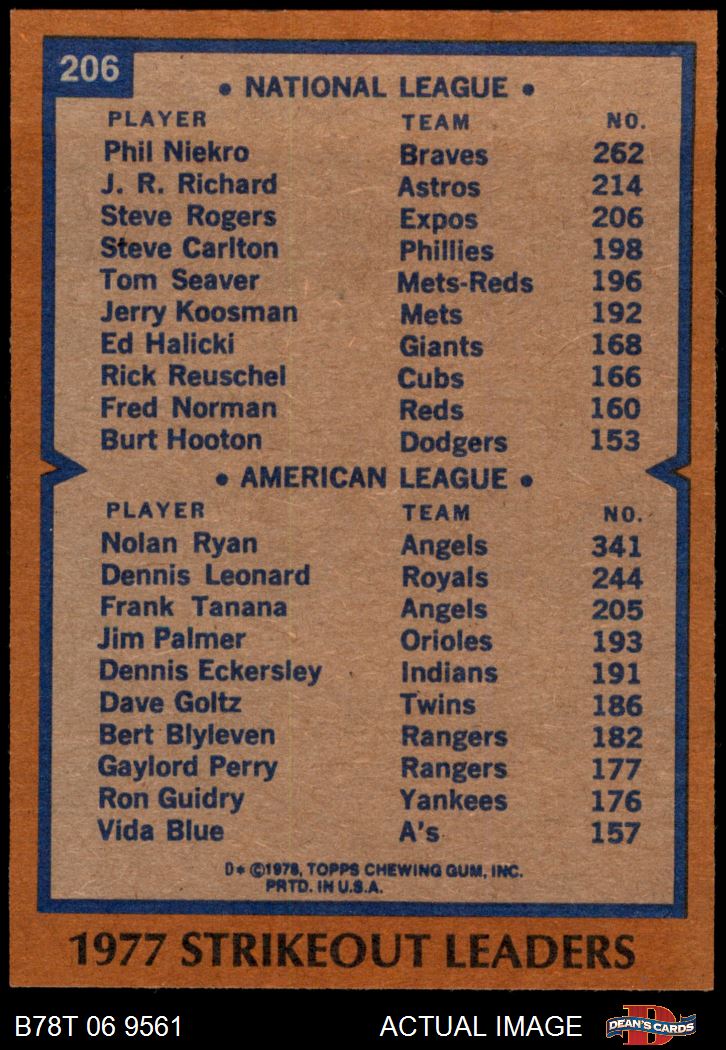 206
• NATIONAL LEAGUE •
PLAYER TEAM NO.
Phil Niekro Braves 262
J. R. Richard Astros 214
Steve Rogers Expos 206
Steve Carlton Phillies 198
Tom Seaver Mets-Reds 196
Jerry Koosman Mets 192
Ed Halicki Giants 168
Rick Reuschel Cubs 166
Fred Norman Reds 160
Burt Hooton Dodgers 153
• AMERICAN LEAGUE •
PLAYER TEAM NO.
Nolan Ryan Angels 341
Dennis Leonard Royals 244
Frank Tanana Angels 205
Jim Palmer Orioles 193
Dennis Eckersley Indians 191
Dave Goltz Twins 186
Bert Blyleven Rangers 182
Gaylord Perry Rangers 177
Ron Guidry Yankees 176
Vida Blue A's 157
D* ©1978, TOPPS CHEWING GUM, INC.
PRTD. IN U.S.A.
1977 STRIKEOUT LEADERS
B78T 06 9561 ACTUAL IMAGE D DEAN'S CARDS